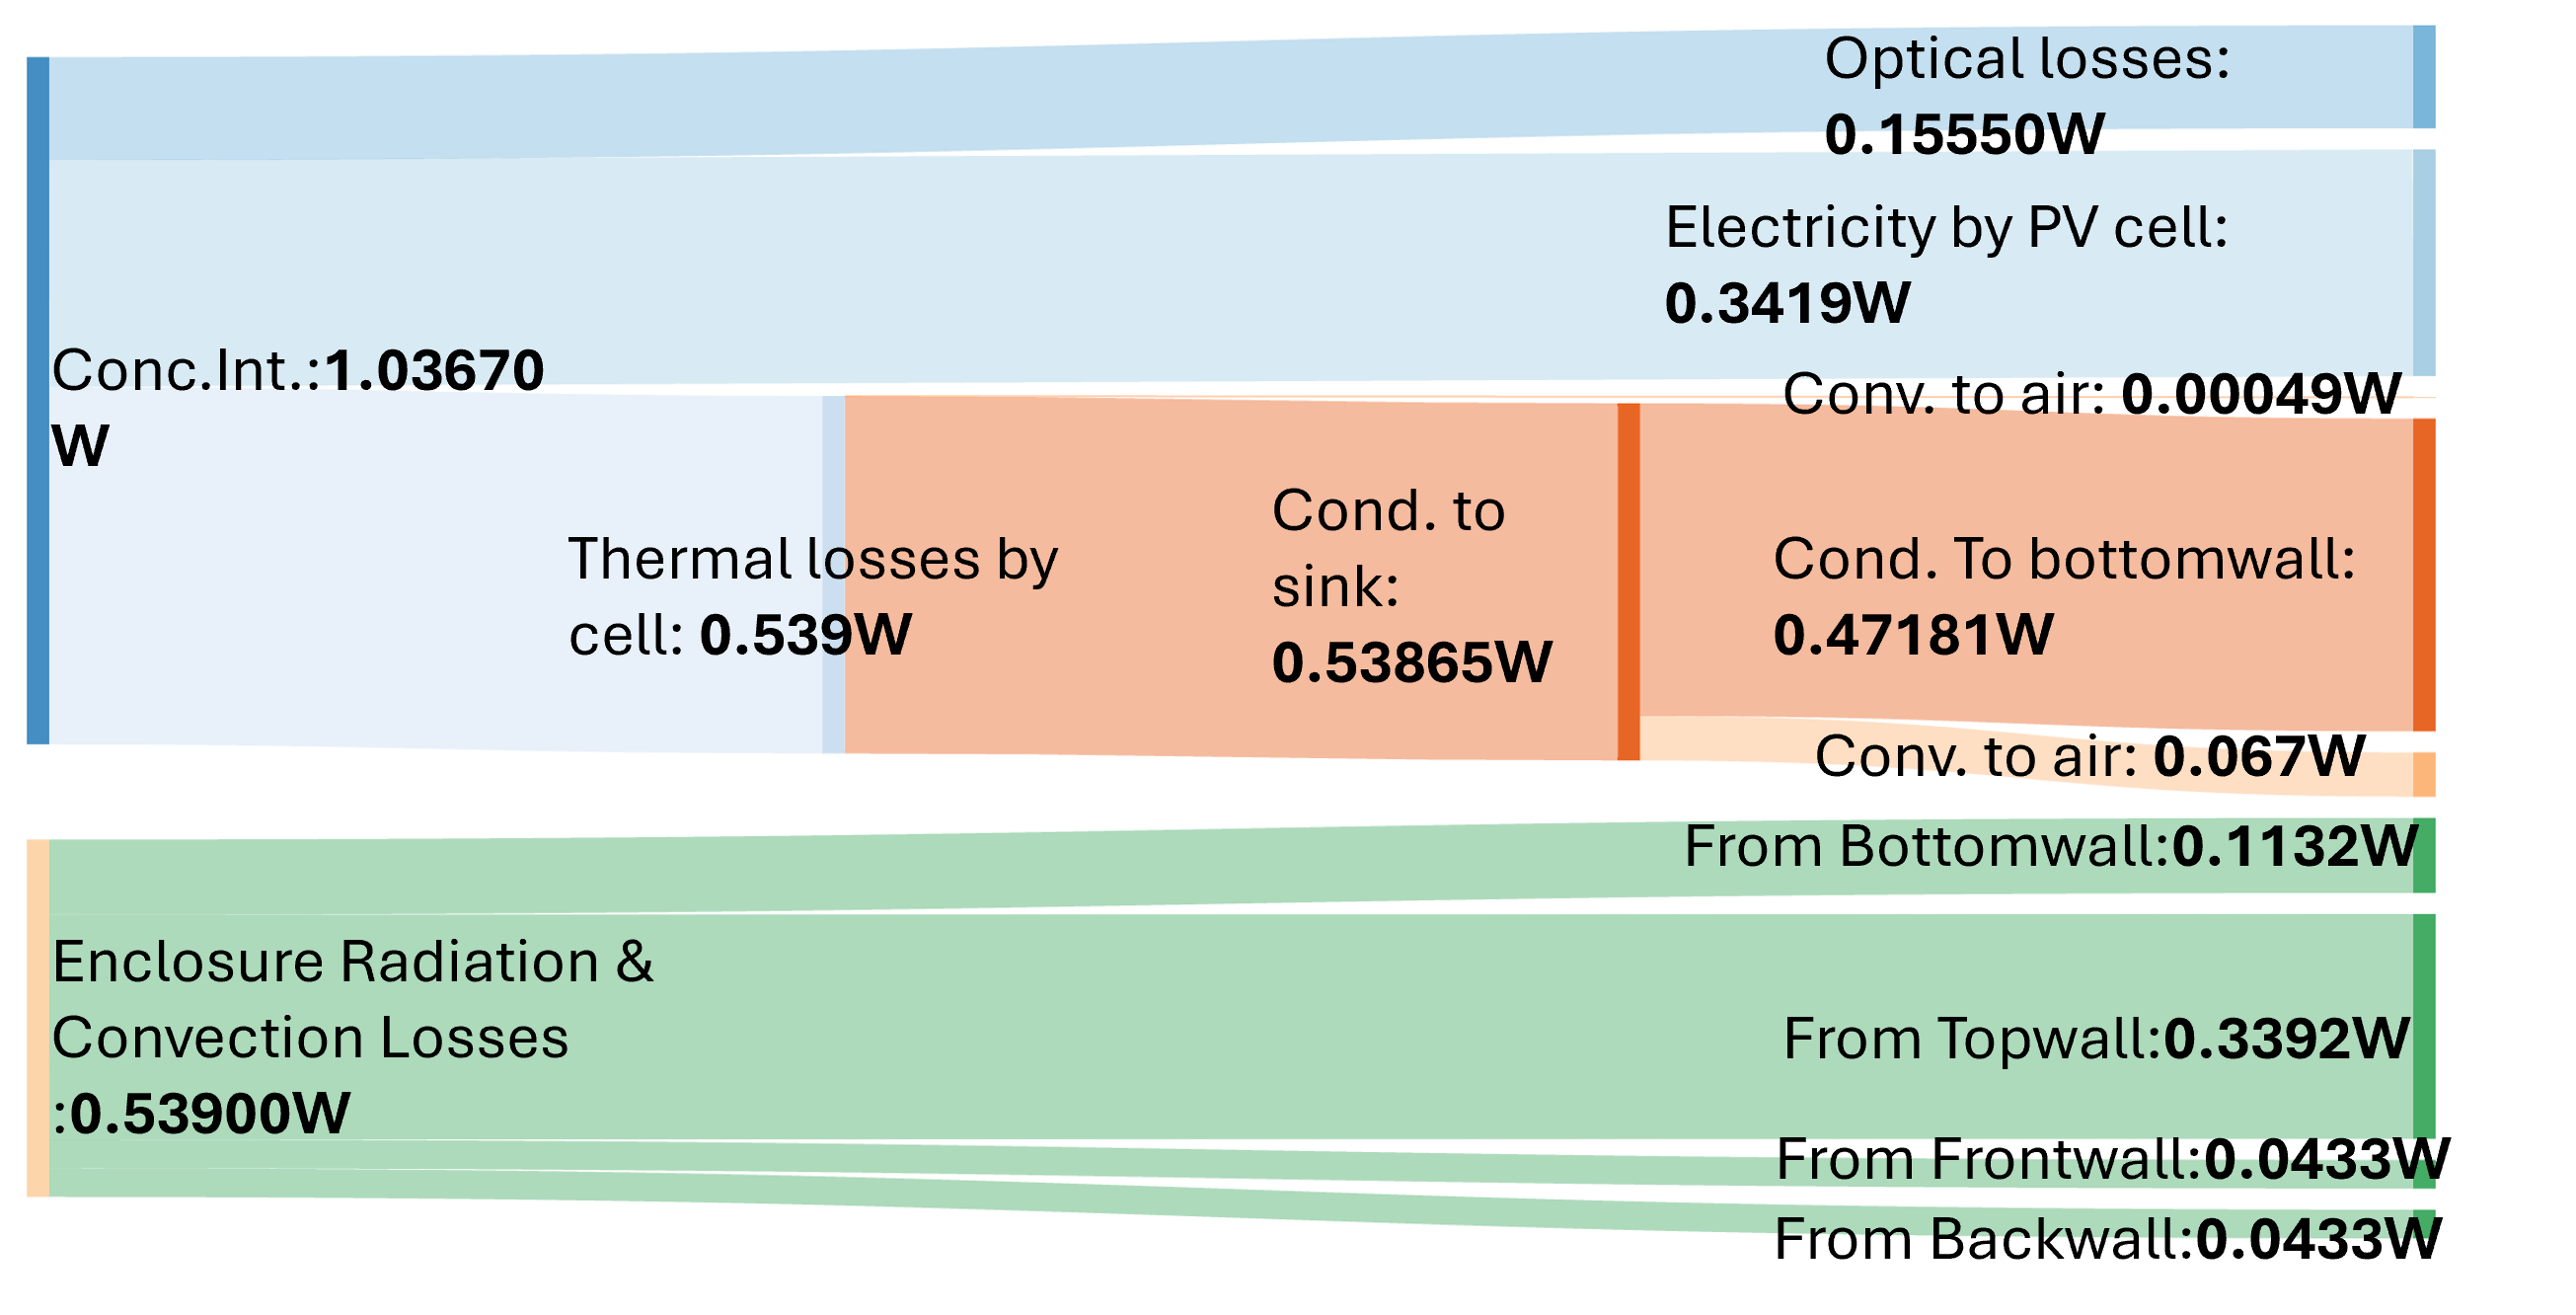 Optical losses:
0.15550W
Electricity by PV cell:
0.3419W
Conc.Int.:1.03670
W
Conv. to air: 0.00049W
Thermal losses by
cell: 0.539W
Cond. to
sink:
0.53865W
Cond. To bottomwall:
0.47181W
Conv. to air: 0.067W
From Bottomwall:0.1132W
Enclosure Radiation &
Convection Losses
:0.53900W
From Topwall:0.3392W
From Frontwall:0.0433W
From Backwall:0.0433W